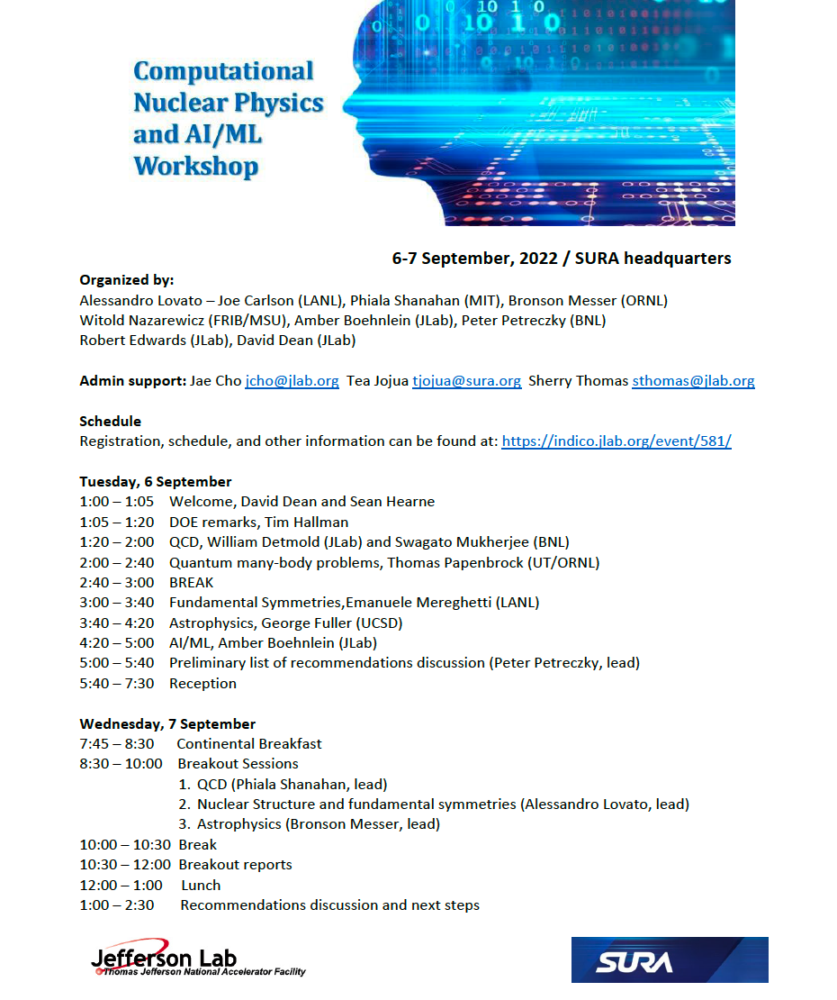 Computational
Nuclear Physics
and AI/ML
Workshop
6-7 September, 2022 / SURA headquarters
Organized by:
Alessandro Lovato – Joe Carlson (LANL), Phiala Shanahan (MIT), Bronson Messer (ORNL)
Witold Nazarewicz (FRIB/MSU), Amber Boehnlein (JLab), Peter Petreczky (BNL)
Robert Edwards (JLab), David Dean (JLab)
Admin support: Jae Cho jcho@jlab.org Tea Jojua tjojua@sura.org Sherry Thomas sthomas@jlab.org
Schedule
Registration, schedule, and other information can be found at: https://indico.jlab.org/event/581/
Tuesday, 6 September
1:00 – 1:05 Welcome, David Dean and Sean Hearne
1:05 – 1:20 DOE remarks, Tim Hallman
1:20 – 2:00 QCD, William Detmold (JLab) and Swagato Mukherjee (BNL)
2:00 – 2:40 Quantum many-body problems, Thomas Papenbrock (UT/ORNL)
2:40 – 3:00 BREAK
3:00 – 3:40 Fundamental Symmetries,Emanuele Mereghetti (LANL)
3:40 – 4:20 Astrophysics, George Fuller (UCSD)
4:20 – 5:00 AI/ML, Amber Boehnlein (JLab)
5:00 – 5:40 Preliminary list of recommendations discussion (Peter Petreczky, lead)
5:40 – 7:30 Reception
Wednesday, 7 September
7:45 – 8:30 Continental Breakfast
8:30 – 10:00 Breakout Sessions
1. QCD (Phiala Shanahan, lead)
2. Nuclear Structure and fundamental symmetries (Alessandro Lovato, lead)
3. Astrophysics (Bronson Messer, lead)
10:00 – 10:30 Break
10:30 – 12:00 Breakout reports
12:00 – 1:00 Lunch
1:00 – 2:30 Recommendations discussion and next steps
Jefferson Lab
Thomas Jefferson National Accelerator Facility
SURA